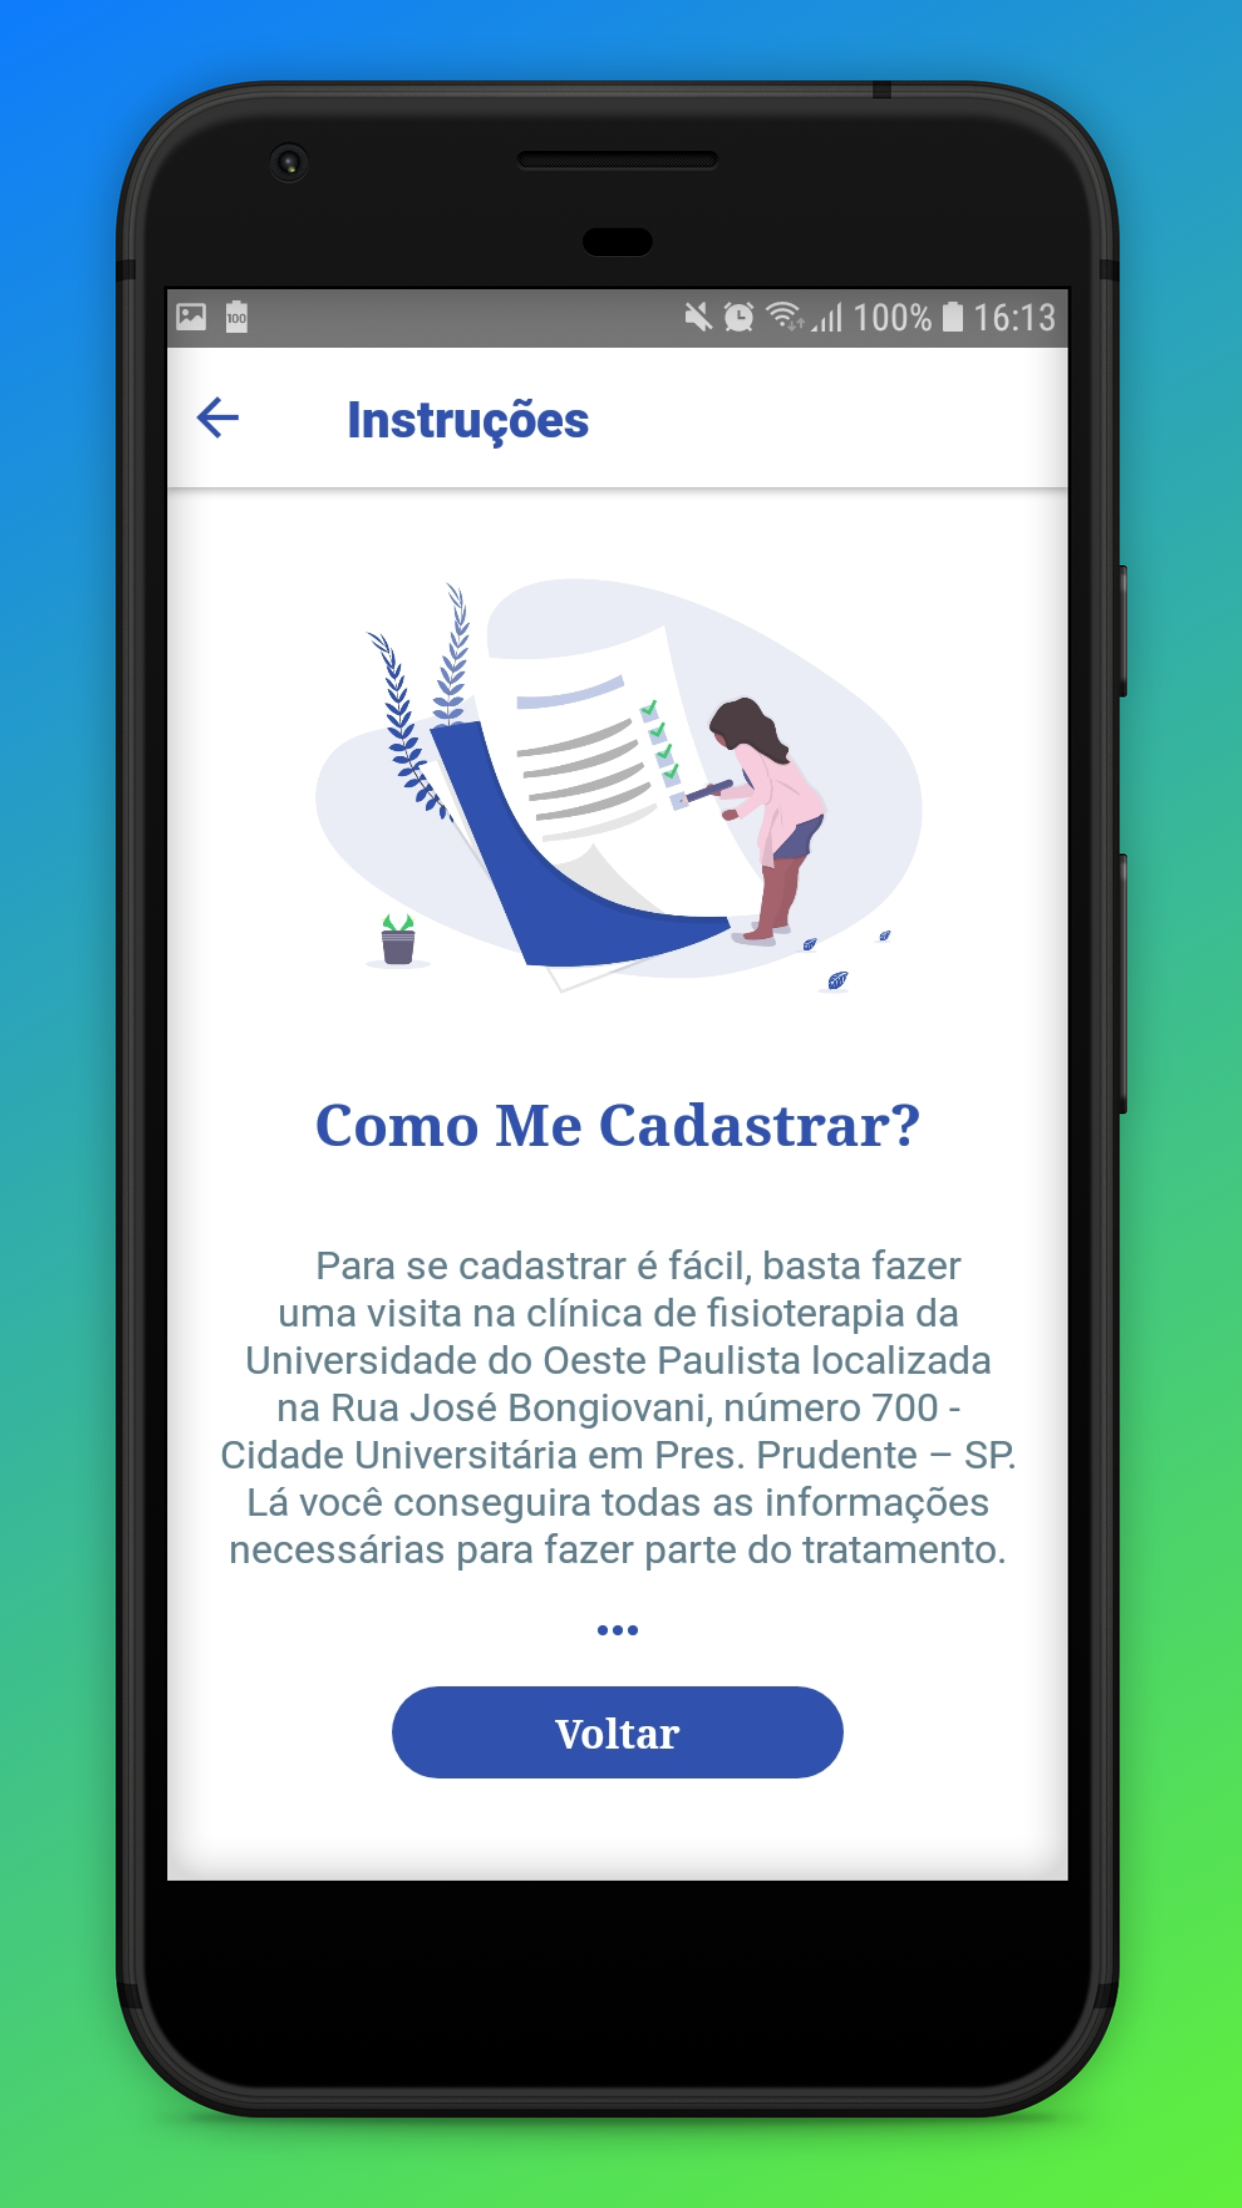 100 100% 16:13
Instruções
Como Me Cadastrar?
Para se cadastrar é fácil, basta fazer
uma visita na clínica de fisioterapia da
Universidade do Oeste Paulista localizada
na Rua José Bongiovani, número 700 -
Cidade Universitária em Pres. Prudente – SP.
Lá você conseguira todas as informações
necessárias para fazer parte do tratamento.
Voltar